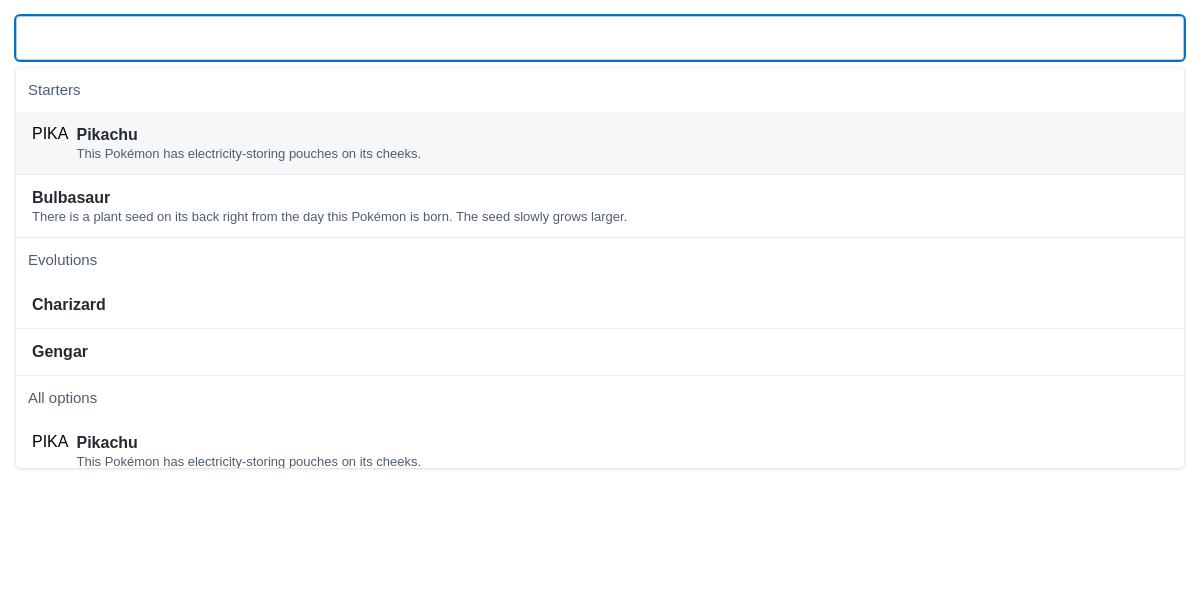 Starters
PIKA Pikachu
This Pokémon has electricity-storing pouches on its cheeks.
Bulbasaur
There is a plant seed on its back right from the day this Pokémon is born. The seed slowly grows larger.
Evolutions
Charizard
Gengar
All options
PIKA Pikachu
This Pokémon has electricity-storing pouches on its cheeks.